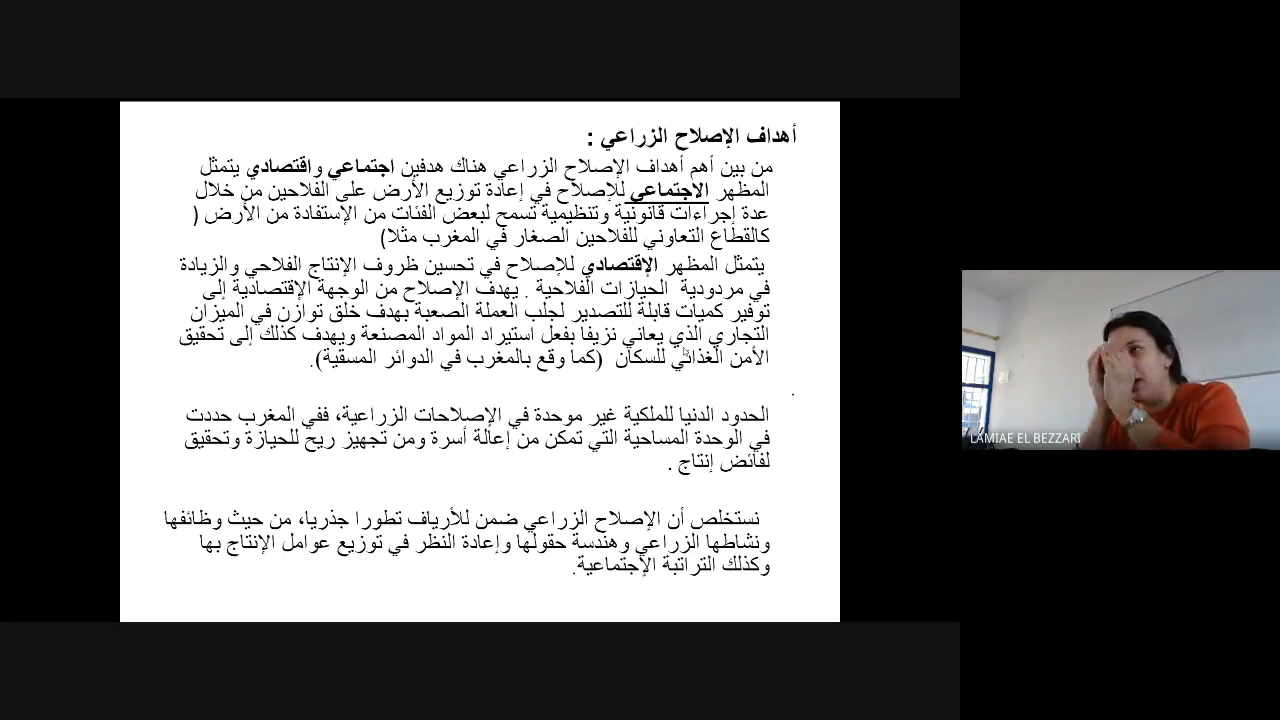 أهداف الإصلاح الزراعي :
من بين أهم أهداف الإصلاح الزراعي هناك هدفين اجتماعي واقتصادي يتمثل
المظهر الاجتماعي للإصلاح في إعادة توزيع الأرض على الفلاحين من خلال
عدة إجراءات قانونية وتنظيمية تسمح لبعض الفئات من الإستفادة من الأرض (
كالقطاع التعاوني للفلاحين الصغار في المغرب مثلا)
يتمثل المظهر الإقتصادي للإصلاح في تحسين ظروف الإنتاج الفلاحي والزيادة
في مردودية الحيازات الفلاحية . يهدف الإصلاح من الوجهة الإقتصادية إلى
توفير كميات قابلة للتصدير لجلب العملة الصعبة بهدف خلق توازن في الميزان
التجاري الذي يعاني نزيفا بفعل استيراد المواد المصنعة ويهدف كذلك إلى تحقيق
الأمن الغذائي للسكان (كما وقع بالمغرب في الدوائر المسقية).
.
الحدود الدنيا للملكية غير موحدة في الإصلاحات الزراعية، ففي المغرب حددت
في الوحدة المساحية التي تمكن من إعالة أسرة ومن تجهيز ريح للحيازة وتحقيق
لفائض إنتاج .
نستخلص أن الإصلاح الزراعي ضمن للأرياف تطورا جذريا، من حيث وظائفها
ونشاطها الزراعي وهندسة حقولها وإعادة النظر في توزيع عوامل الإنتاج بها
وكذلك التراتبة الإجتماعية.
LAMIAE EL BEZZARI